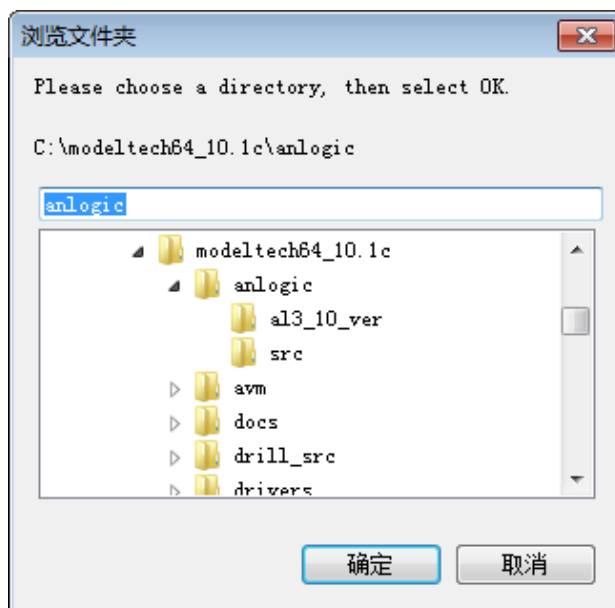 浏览文件夹
Please choose a directory, then select OK.
C:\modeltech64_10.1c\anlogic
anlogic
modeltech64_10.1c
anlogic
al3_10_ver
src
avm
docs
drill_src
drivers
确定
取消